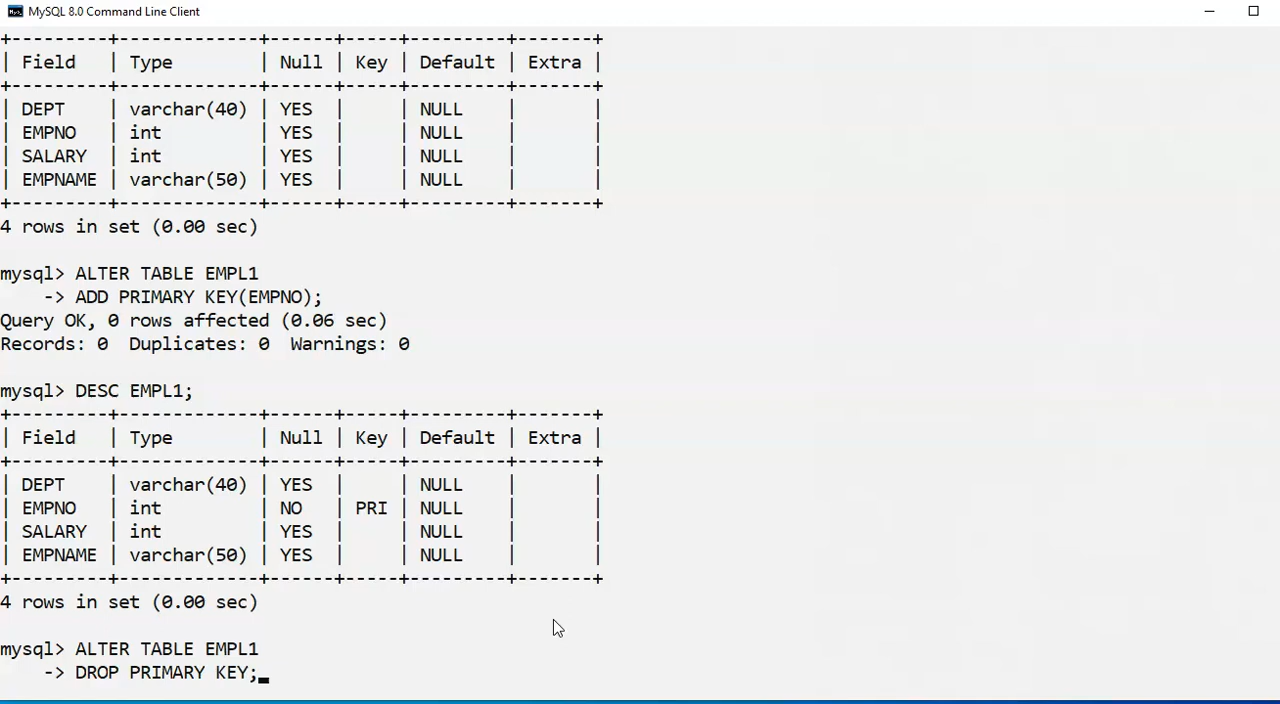 MySQL 8.0 Command Line Client
+---------+-------------+------+-----+---------+-------+
| Field   | Type        | Null | Key | Default | Extra |
+---------+-------------+------+-----+---------+-------+
| DEPT    | varchar(40) | YES  |     | NULL    |       |
| EMPNO   | int         | YES  |     | NULL    |       |
| SALARY  | int         | YES  |     | NULL    |       |
| EMPNAME | varchar(50) | YES  |     | NULL    |       |
+---------+-------------+------+-----+---------+-------+
4 rows in set (0.00 sec)
mysql> ALTER TABLE EMPL1
    -> ADD PRIMARY KEY(EMPNO);
Query OK, 0 rows affected (0.06 sec)
Records: 0  Duplicates: 0  Warnings: 0
mysql> DESC EMPL1;
+---------+-------------+------+-----+---------+-------+
| Field   | Type        | Null | Key | Default | Extra |
+---------+-------------+------+-----+---------+-------+
| DEPT    | varchar(40) | YES  |     | NULL    |       |
| EMPNO   | int         | NO   | PRI | NULL    |       |
| SALARY  | int         | YES  |     | NULL    |       |
| EMPNAME | varchar(50) | YES  |     | NULL    |       |
+---------+-------------+------+-----+---------+-------+
4 rows in set (0.00 sec)
mysql> ALTER TABLE EMPL1
    -> DROP PRIMARY KEY;